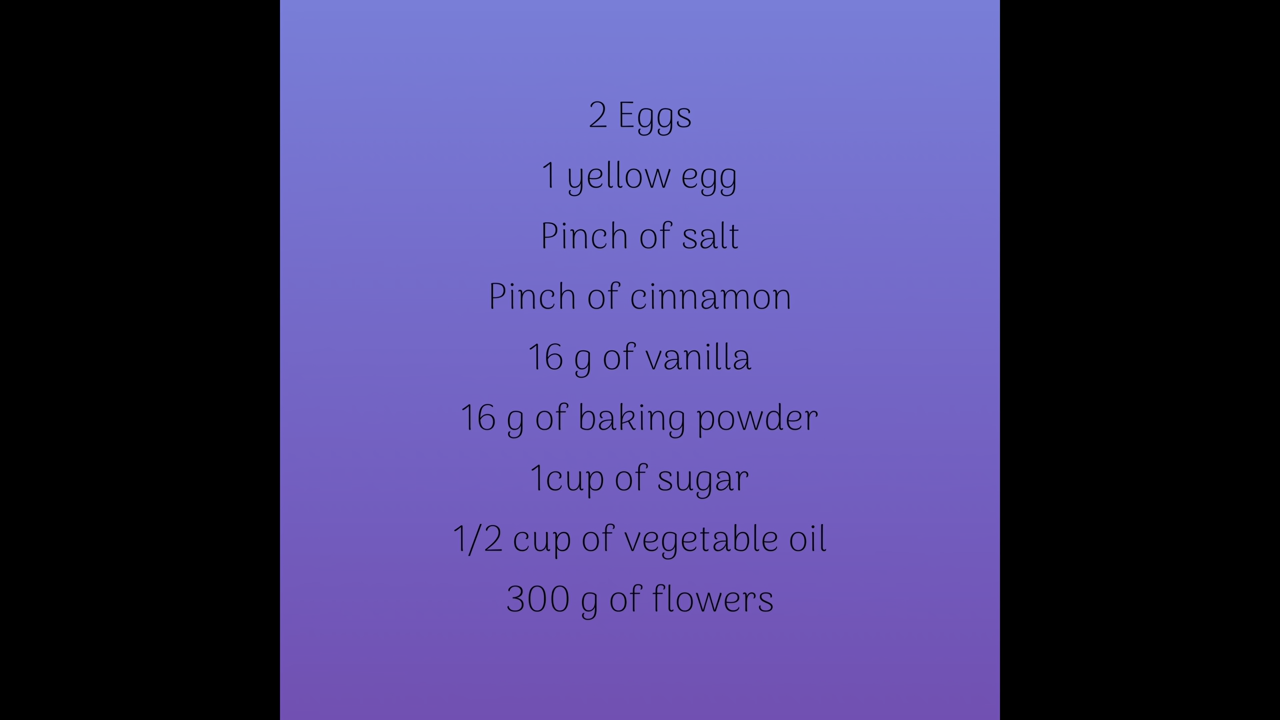 2 Eggs
1 yellow egg
Pinch of salt
Pinch of cinnamon
16 g of vanilla
16 g of baking powder
1cup of sugar
1/2 cup of vegetable oil
300 g of flowers